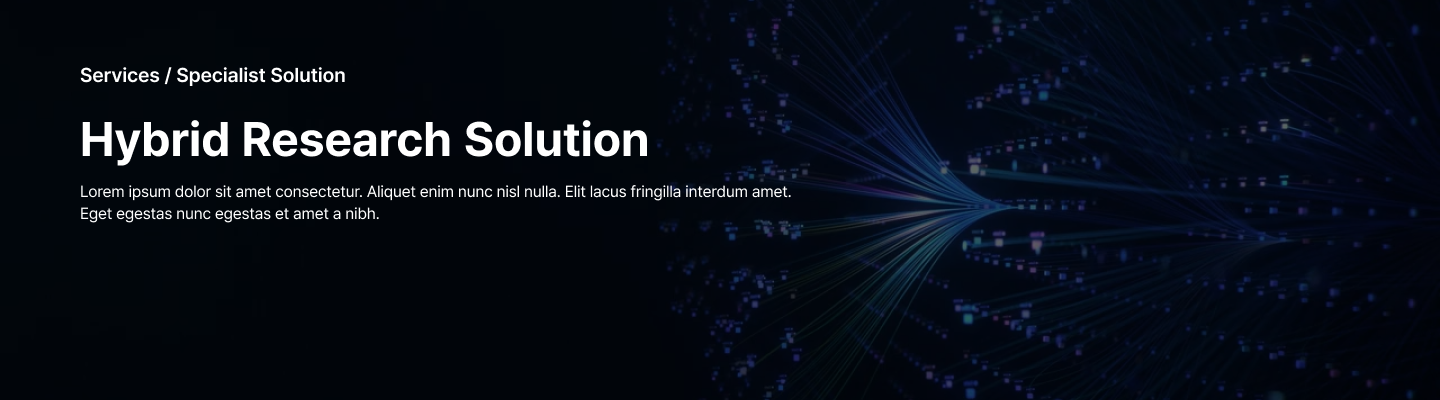 Services / Specialist Solution
Hybrid Research Solution
Lorem ipsum dolor sit amet consectetur. Aliquet enim nunc nisl nulla. Elit lacus fringilla interdum amet.
Eget egestas nunc egestas et amet a nibh.